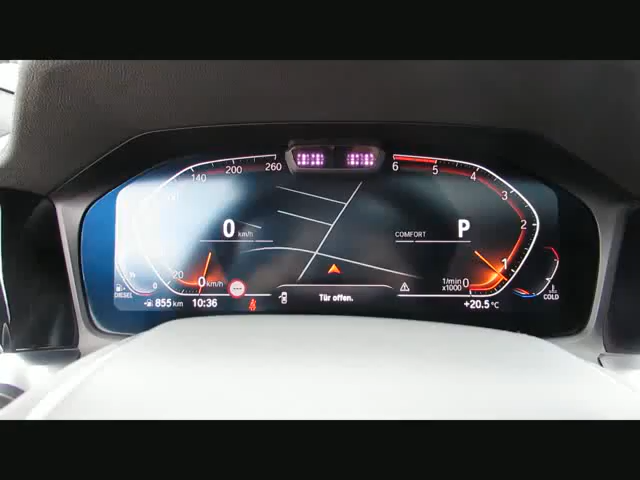 140 200 260 6 5 4
3
2
0 km/h
COMFORT P
1
20
0 km/h
1/min
x1000 0
DIESEL
0
COLD
855 km 10:36 Tür offen. +20.5 °C